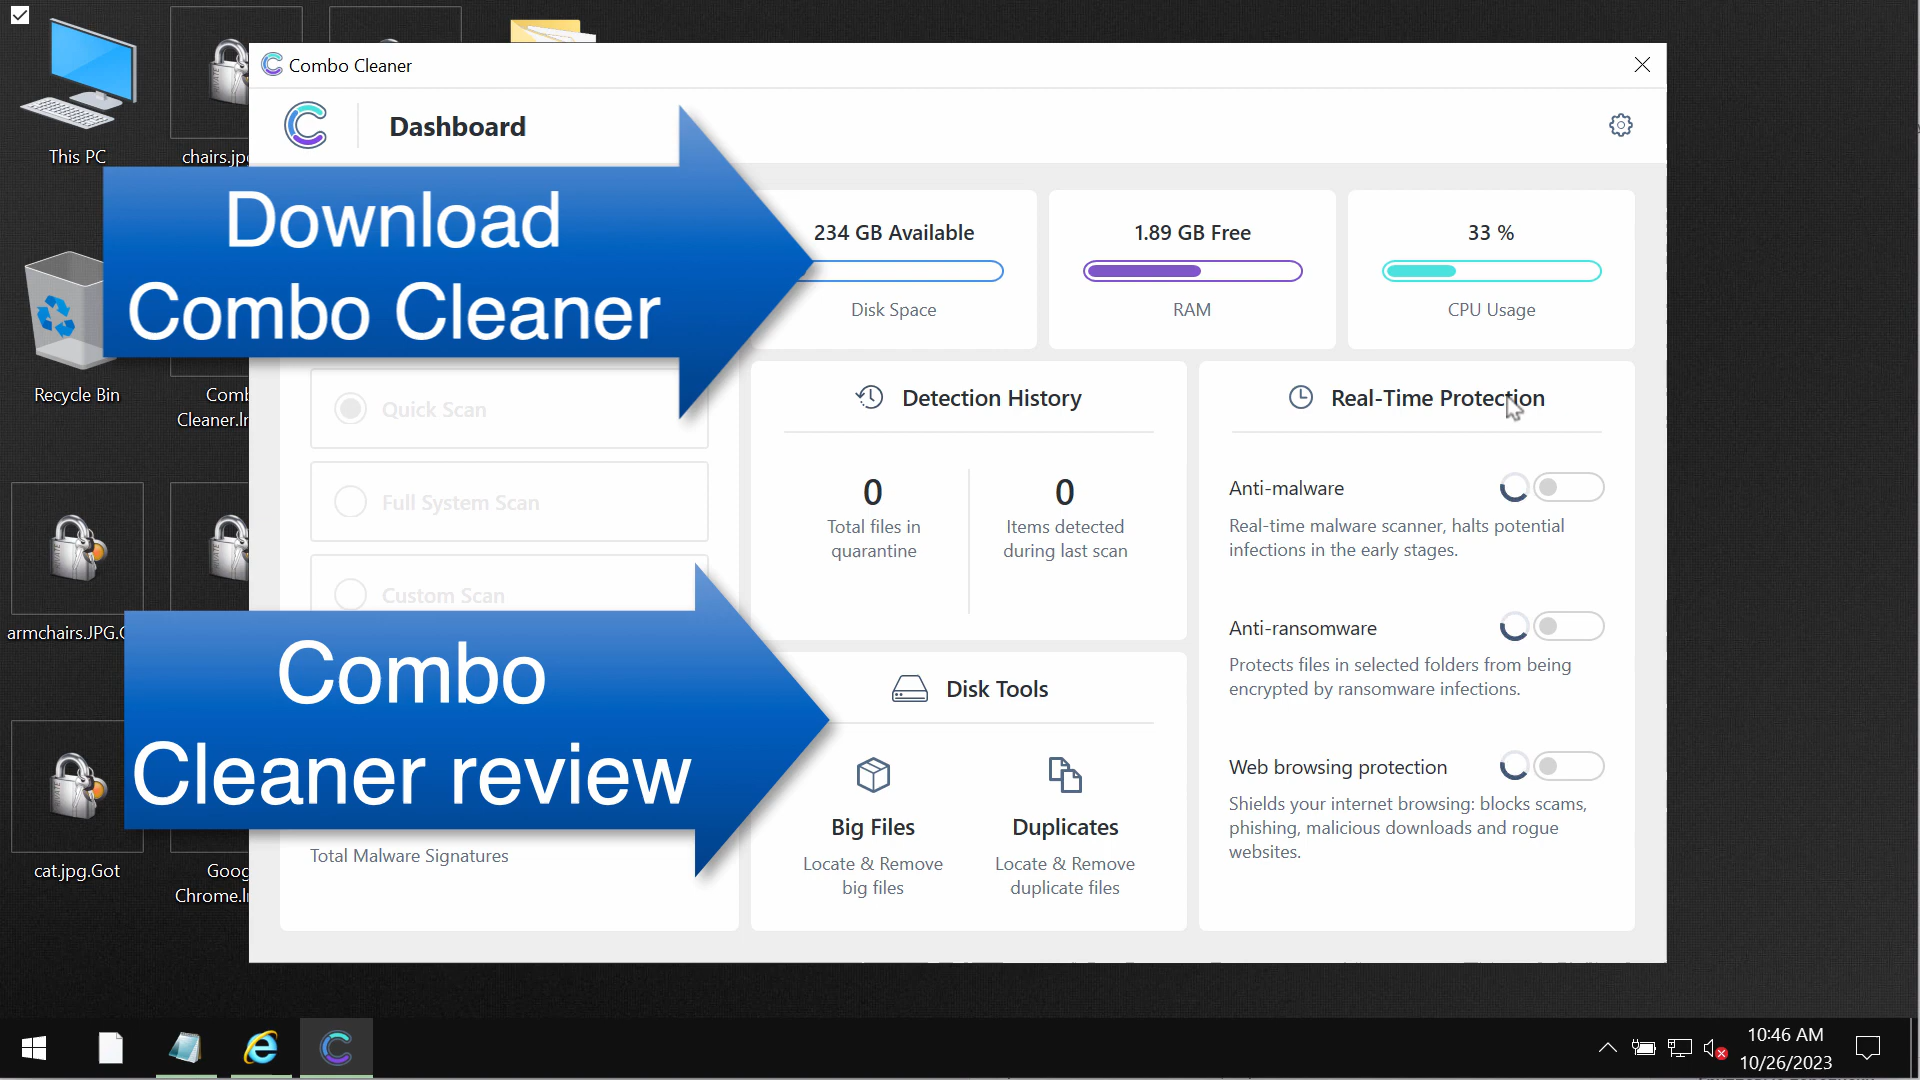 Combo Cleaner
Dashboard
This PC
chairs.jp
Download
Combo Cleaner
234 GB Available
Disk Space
1.89 GB Free
RAM
33 %
CPU Usage
Recycle Bin
Comb
Cleaner.ln
Quick Scan
Full System Scan
Custom Scan
Detection History
0
Total files in
quarantine
0
Items detected
during last scan
Real-Time Protection
Anti-malware
Real-time malware scanner, halts potential
infections in the early stages.
Anti-ransomware
Protects files in selected folders from being
encrypted by ransomware infections.
Web browsing protection
Shields your internet browsing: blocks scams,
phishing, malicious downloads and rogue
websites.
armchairs.JPG.G
Combo
Cleaner review
Disk Tools
Big Files
Locate & Remove
big files
Duplicates
Locate & Remove
duplicate files
Total Malware Signatures
cat.jpg.Got
Goog
Chrome.ln
10:46 AM
10/26/2023